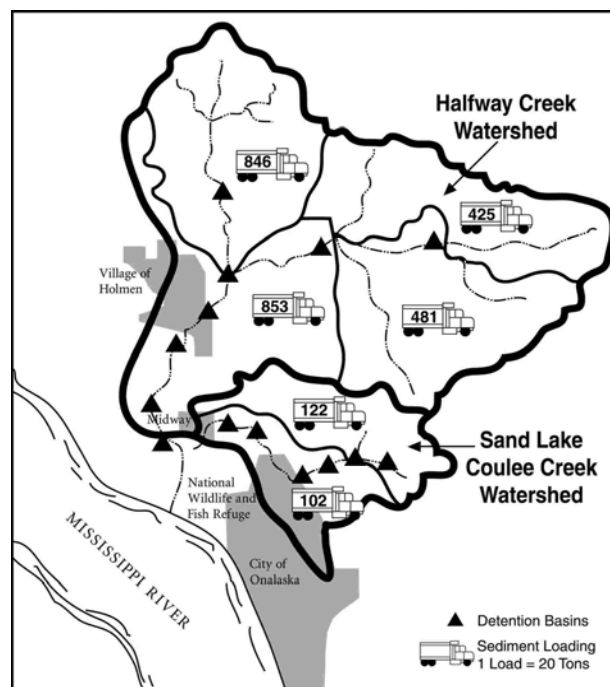 Halfway Creek
Watershed
846
425
Village of
Holmen
853
481
122
Midway
Sand Lake
Coulee Creek
Watershed
National
Wildlife and
Fish Refuge
102
MISSISSIPPI RIVER
City of
Onalaska
Detention Basins
Sediment Loading
1 Load = 20 Tons